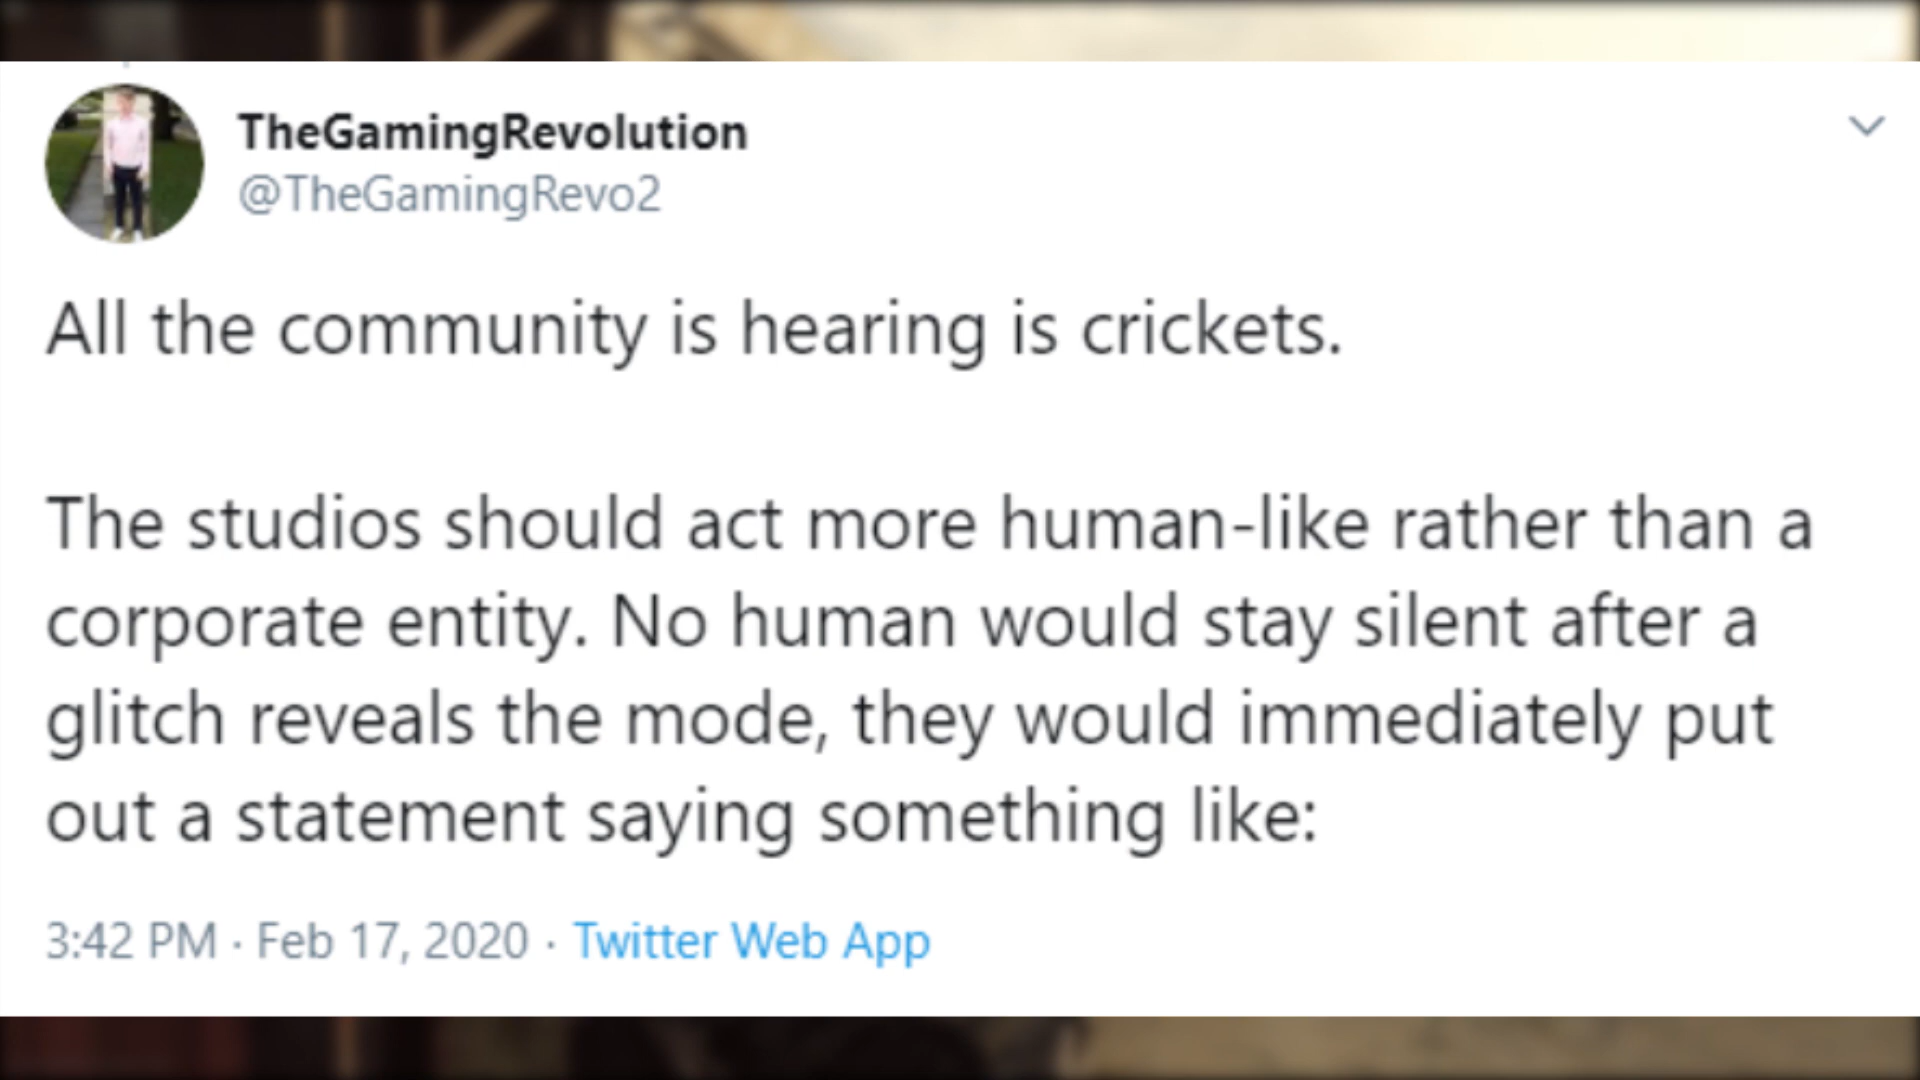 TheGamingRevolution
@TheGamingRevo2
All the community is hearing is crickets.
The studios should act more human-like rather than a
corporate entity. No human would stay silent after a
glitch reveals the mode, they would immediately put
out a statement saying something like:
3:42 PM · Feb 17, 2020 · Twitter Web App